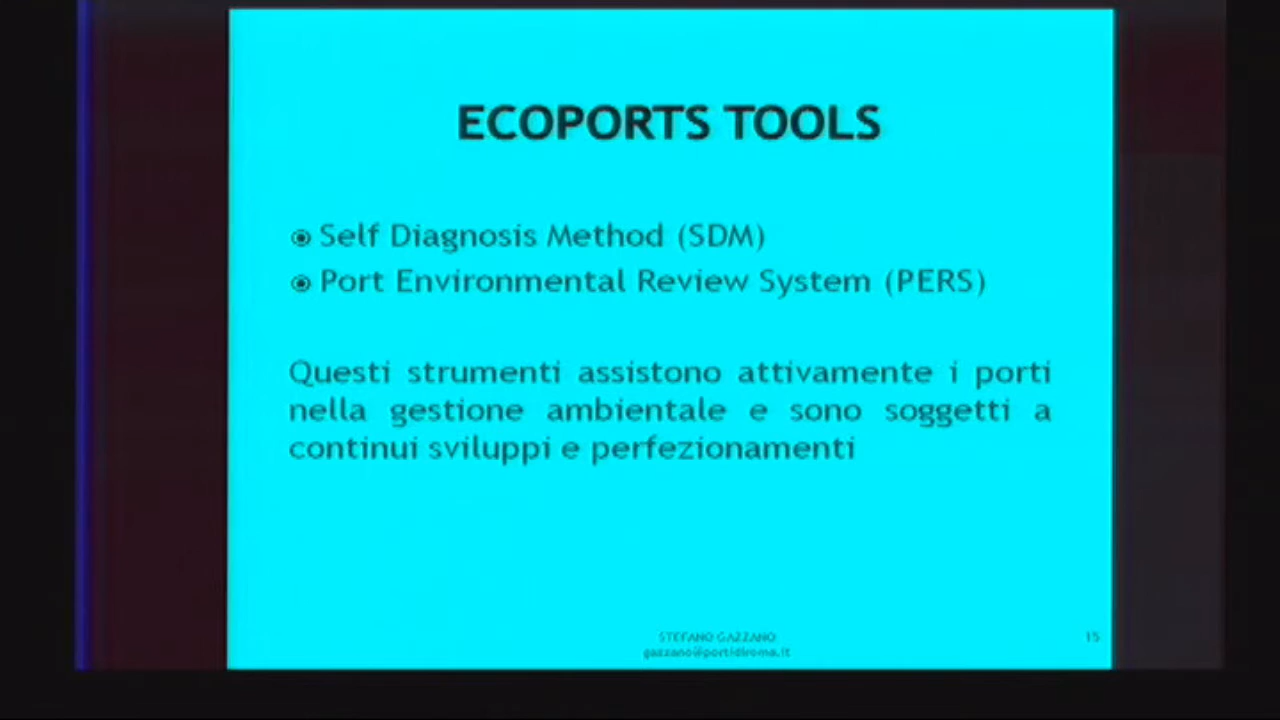 ECOPORTS TOOLS
Self Diagnosis Method (SDM)
Port Environmental Review System (PERS)
Questi strumenti assistono attivamente i porti
nella gestione ambientale e sono soggetti a
continui sviluppi e perfezionamenti
STEFANO GAZZANO
gazzano@portidiroma.it
15